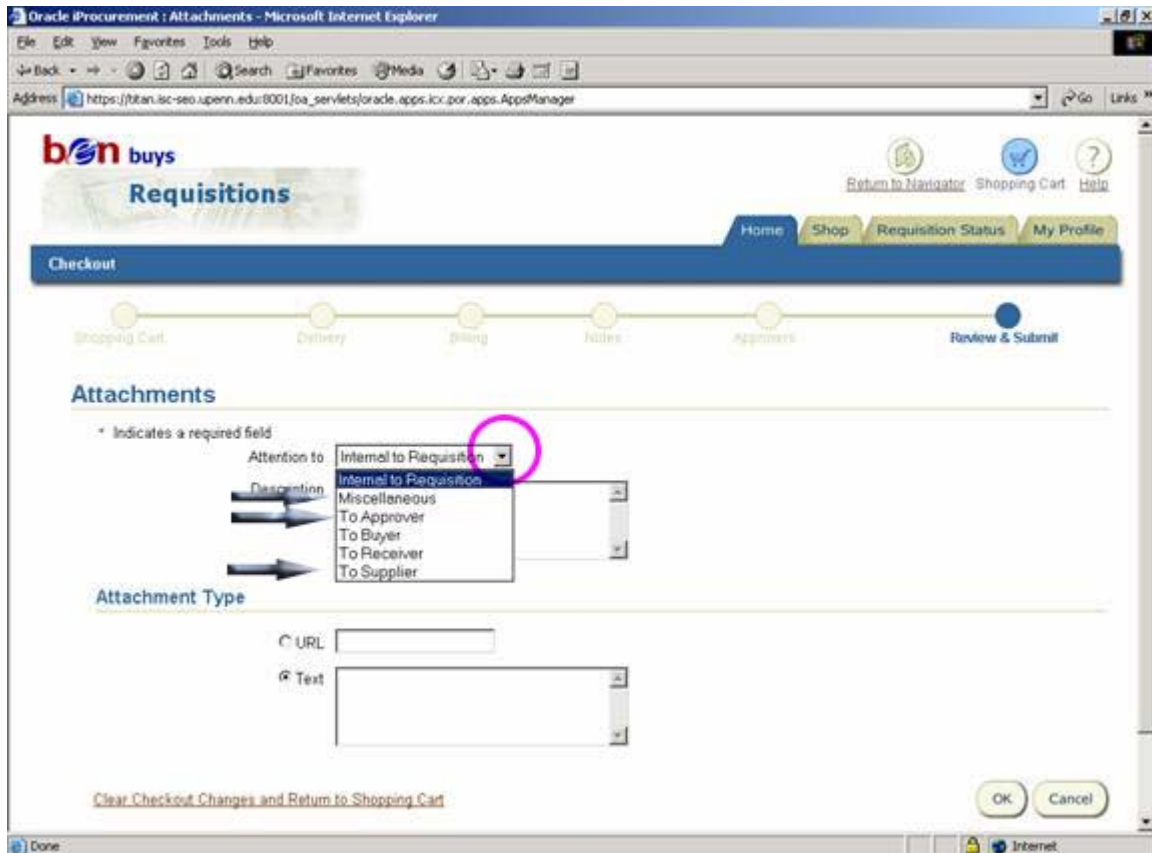 Oracle iProcurement : Attachments - Microsoft Internet Explorer
File Edit View Favorites Tools Help
Back Search Favorites Media
Address https://titan.isc-seo.upenn.edu:8001/oa_servlets/oracle.apps.icx.por.apps.AppsManager Go Links »
ben buys
Requisitions
Return to Navigator Shopping Cart Help
Home Shop Requisition Status My Profile
Checkout
Shopping Cart Delivery Billing Notes Approvers Review & Submit
Attachments
* Indicates a required field
Attention to Internal to Requisition
Description Internal to Requisition
Miscellaneous
To Approver
To Buyer
To Receiver
To Supplier
Attachment Type
URL
Text
Clear Checkout Changes and Return to Shopping Cart
OK Cancel
Done Internet